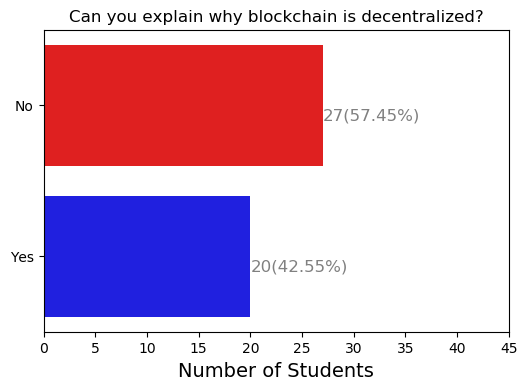 Can you explain why blockchain is decentralized?
No
27(57.45%)
Yes
20(42.55%)
0 5 10 15 20 25 30 35 40 45
Number of Students